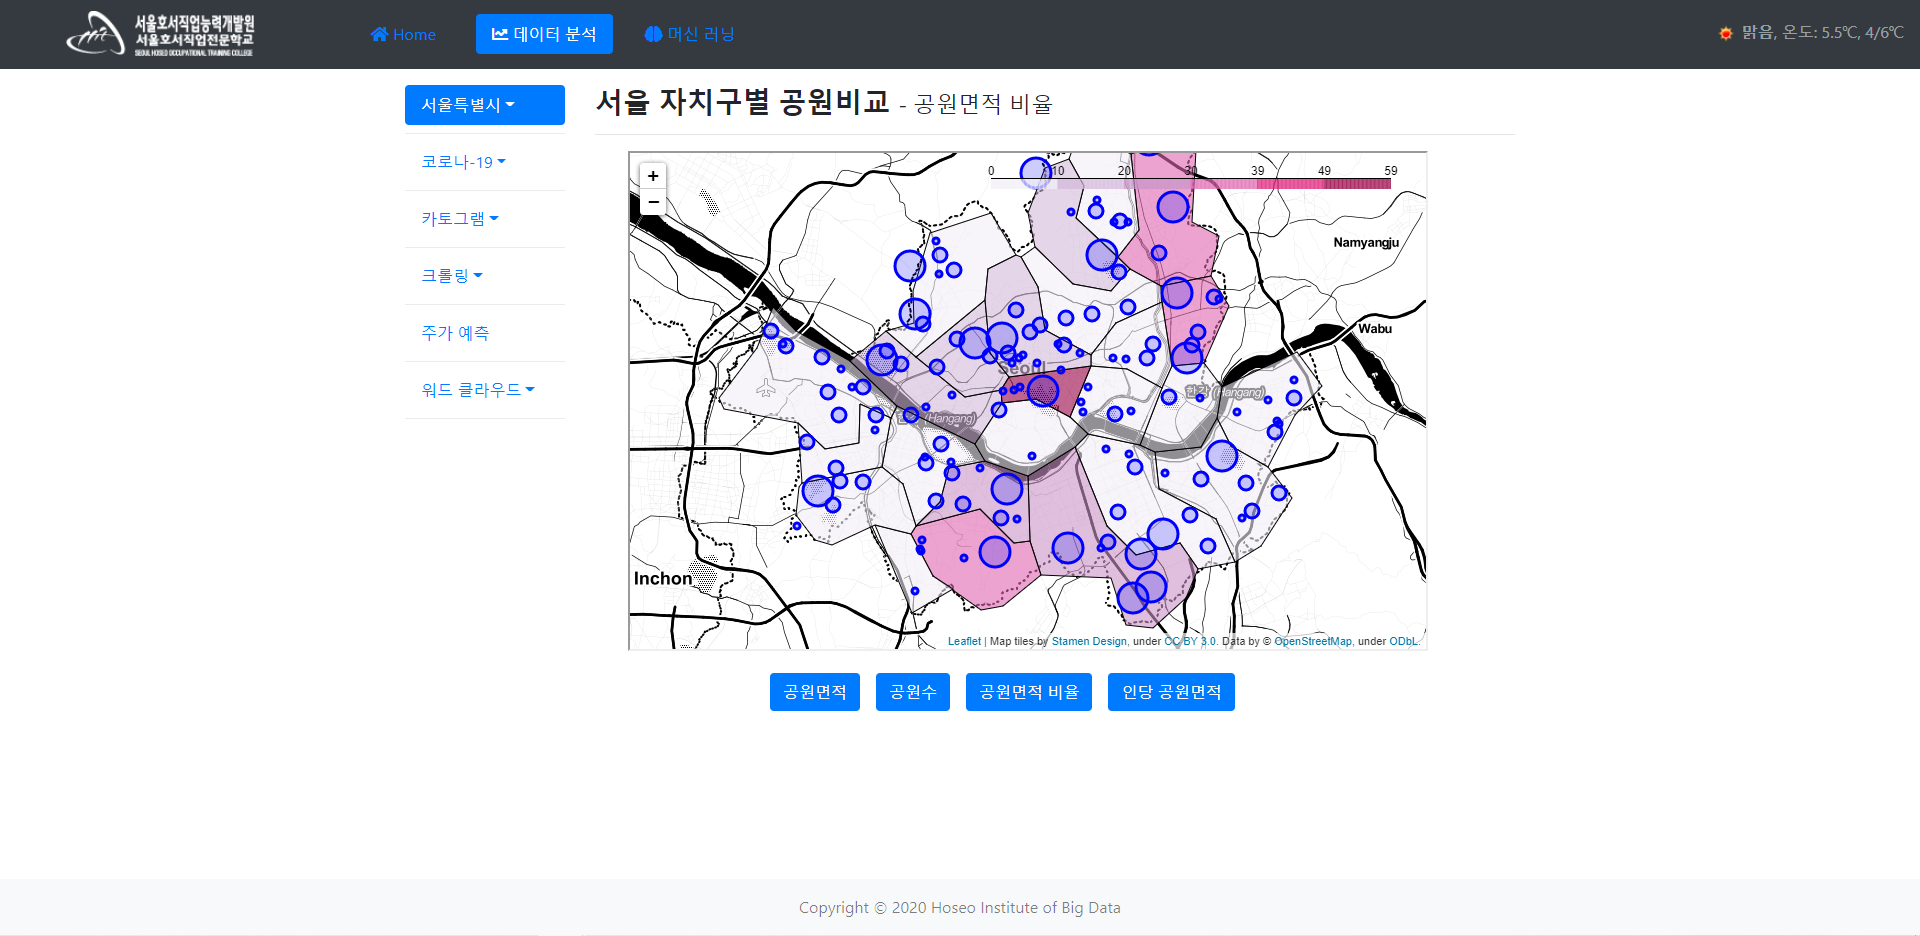 서울호서직업능력개발원
서울호서직업전문학교
SEOUL HOSEO OCCUPATIONAL TRAINING COLLEGE
Home
데이터 분석
머신 러닝
맑음, 온도: 5.5℃, 4/6℃
서울특별시
코로나-19
카토그램
크롤링
주가 예측
워드 클라우드
서울 자치구별 공원비교 - 공원면적 비율
+
−
0 10 20 30 39 49 59
Namyangju
Wabu
Seoul
한강 (Hangang)
(Hangang)
Inchon
Leaflet | Map tiles by Stamen Design, under CC BY 3.0. Data by © OpenStreetMap, under ODbL.
공원면적
공원수
공원면적 비율
인당 공원면적
Copyright © 2020 Hoseo Institute of Big Data